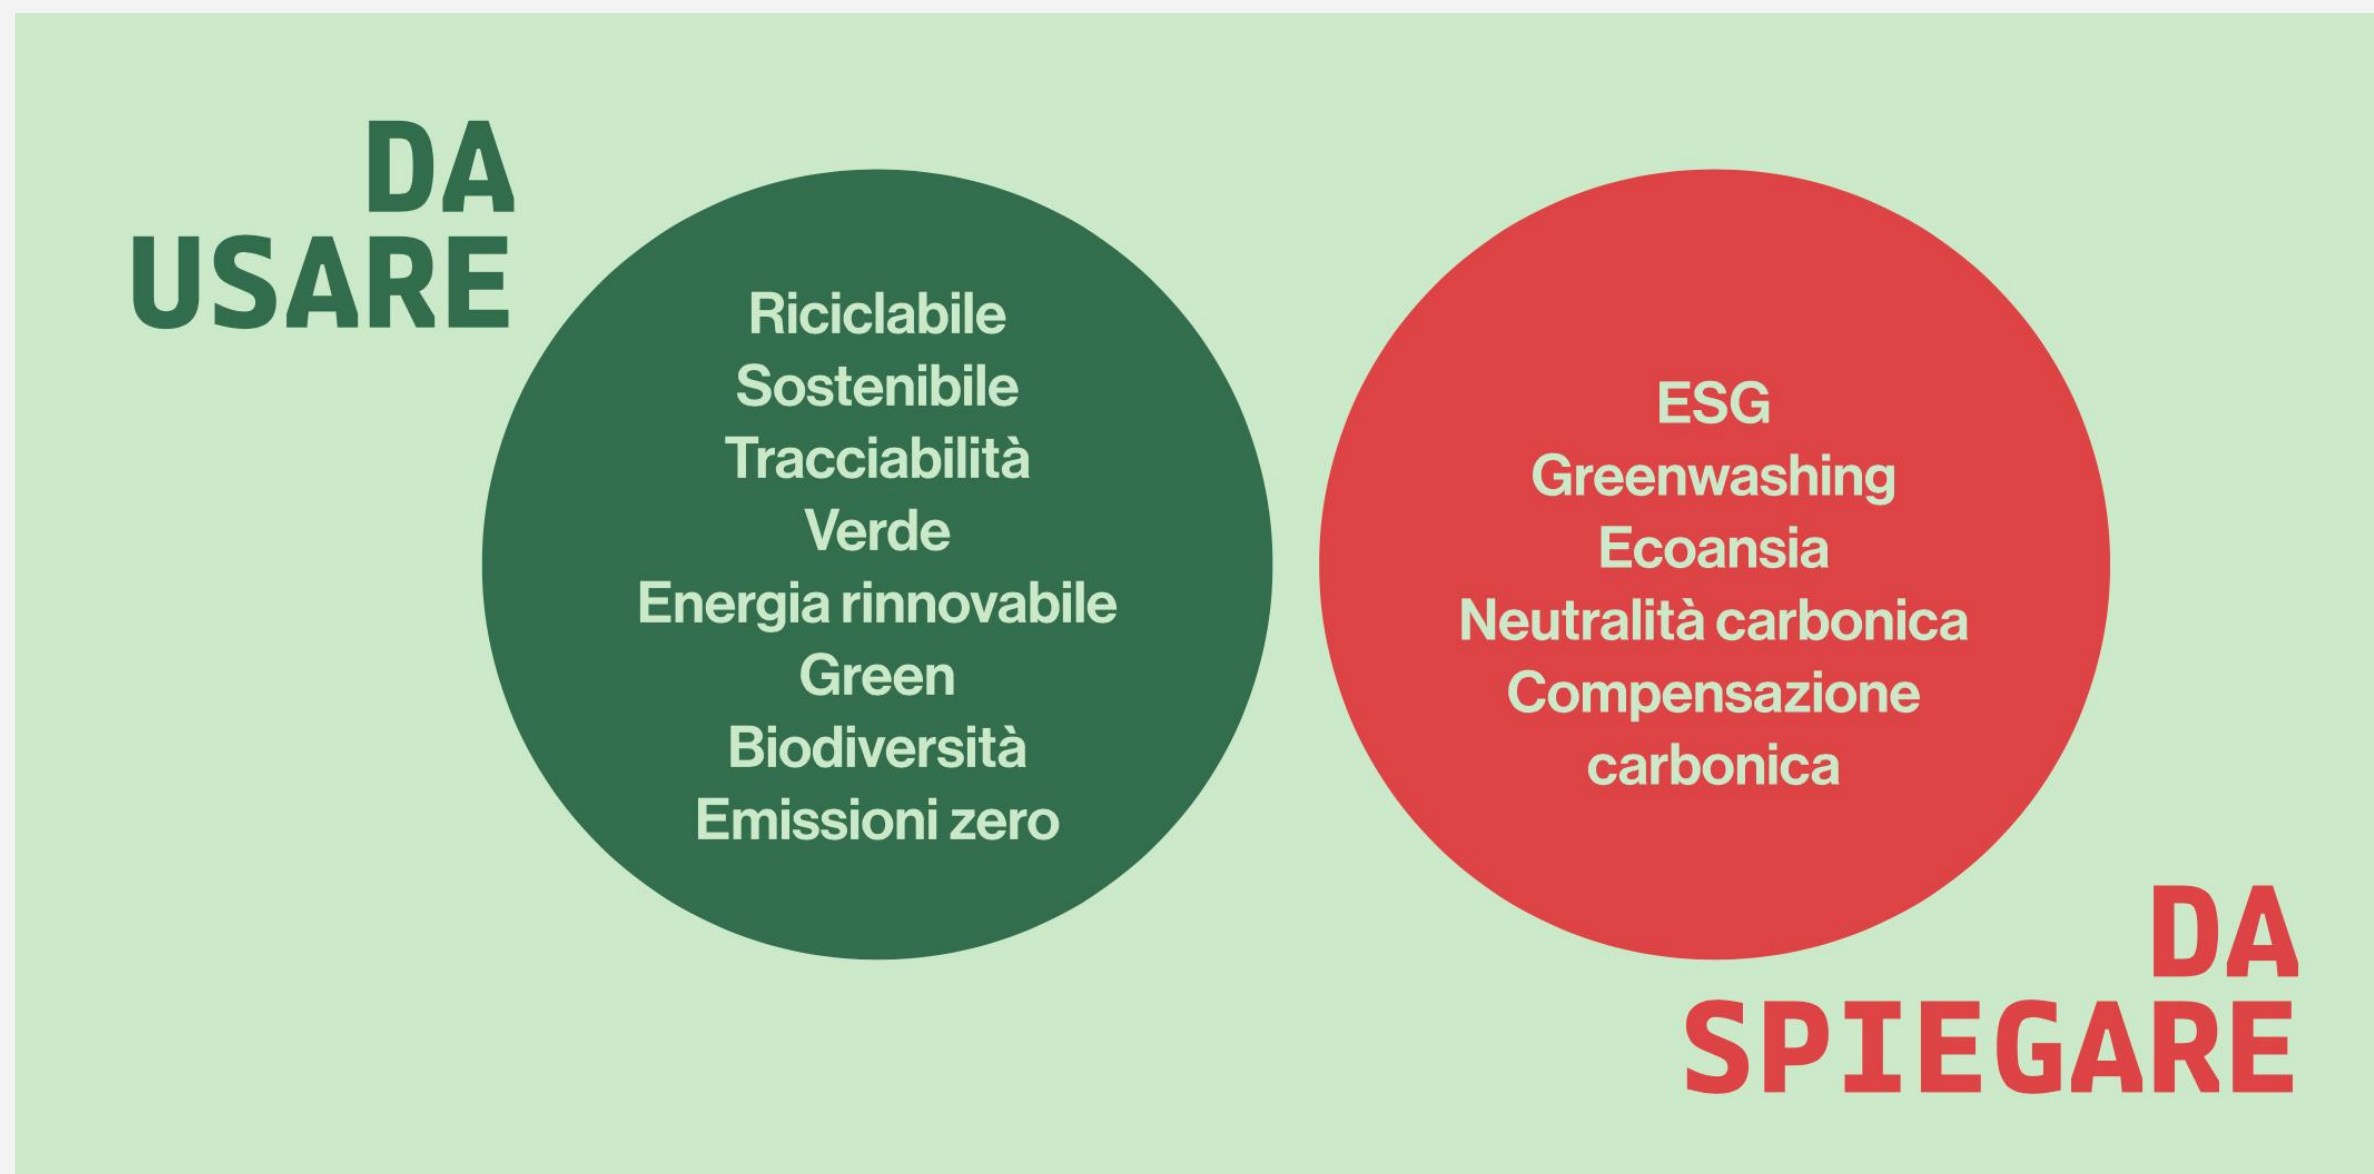 DA
USARE
Riciclabile
Sostenibile
Tracciabilità
Verde
Energia rinnovabile
Green
Biodiversità
Emissioni zero
ESG
Greenwashing
Ecoansia
Neutralità carbonica
Compensazione
carbonica
DA
SPIEGARE